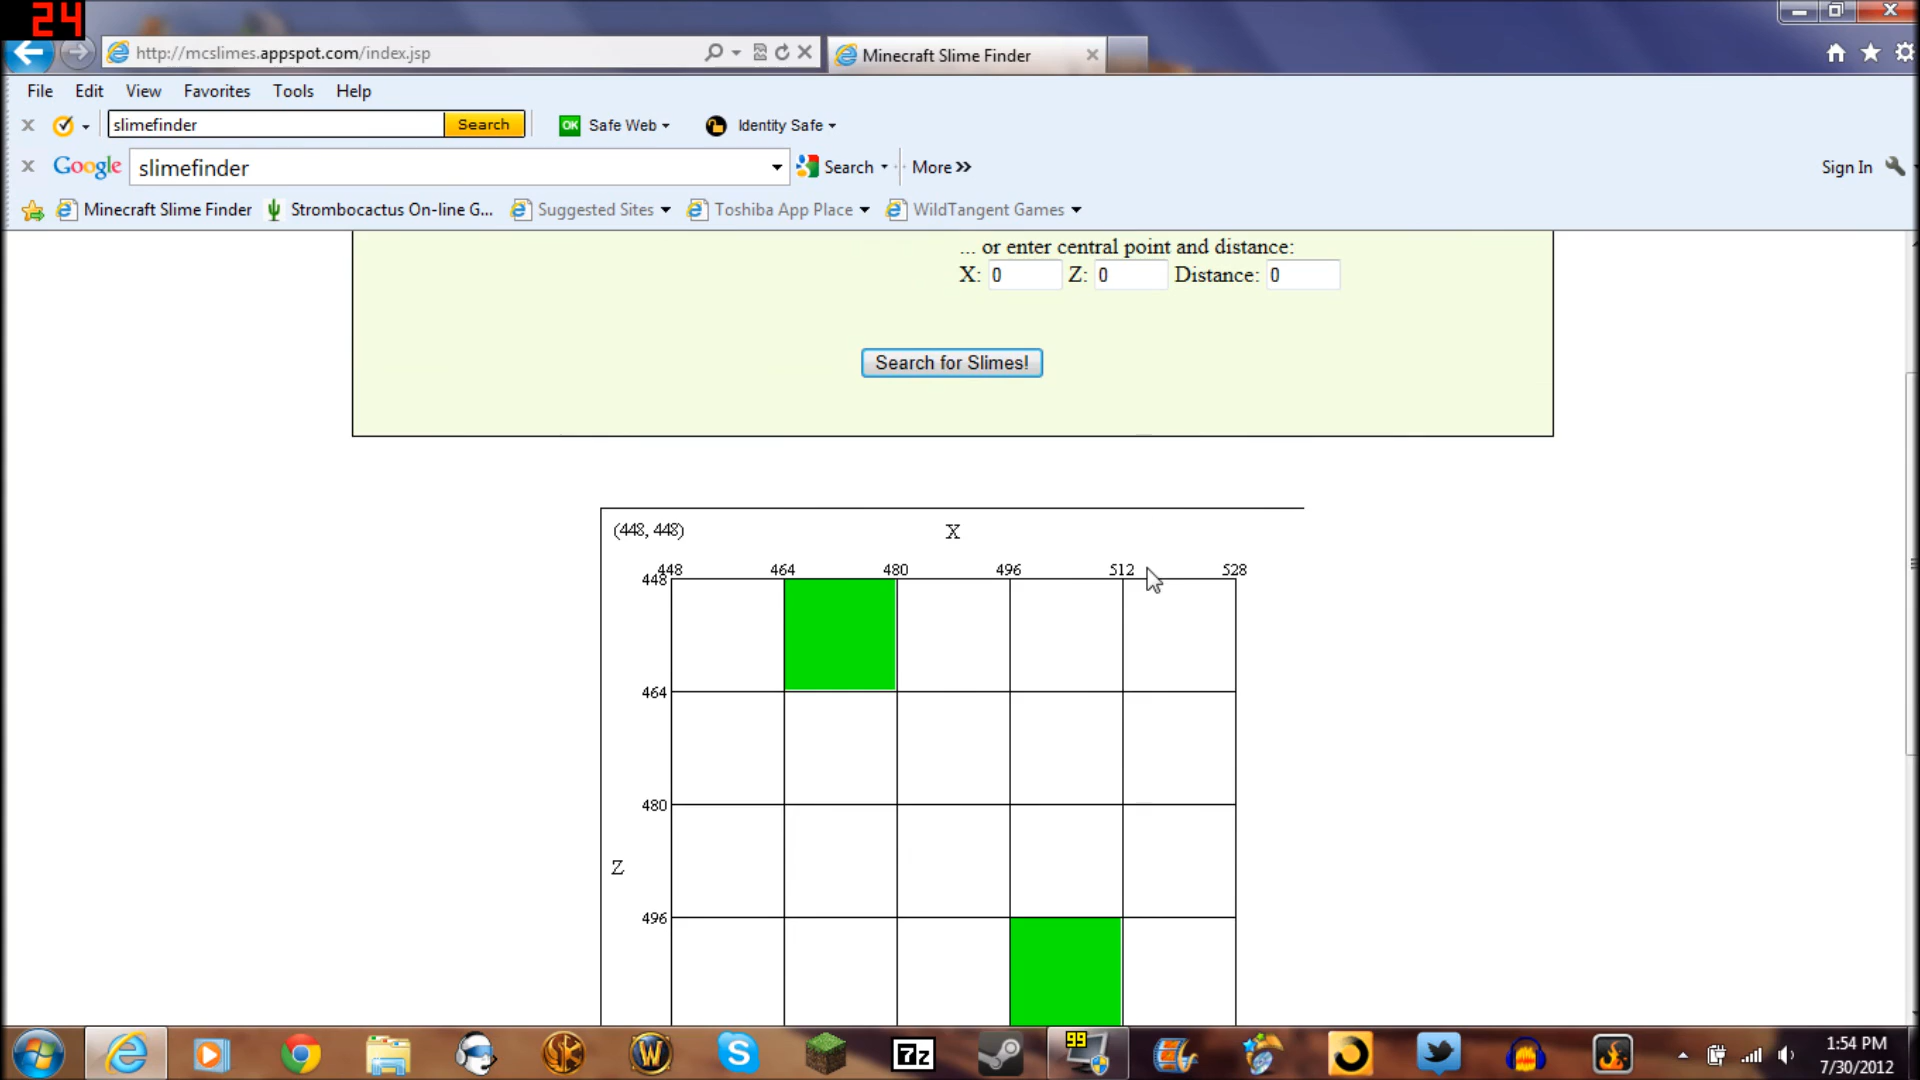 24
http://mcslimes.appspot.com/index.jsp
Minecraft Slime Finder
File Edit View Favorites Tools Help
slimefinder Search OK Safe Web Identity Safe
Google slimefinder Search More Sign In
Minecraft Slime Finder Strombocactus On-line G... Suggested Sites Toshiba App Place WildTangent Games
... or enter central point and distance:
X: 0 Z: 0 Distance: 0
Search for Slimes!
(448, 448) X
448 464 480 496 512 528
448
464
480
Z
496
7z
99
1:54 PM
7/30/2012